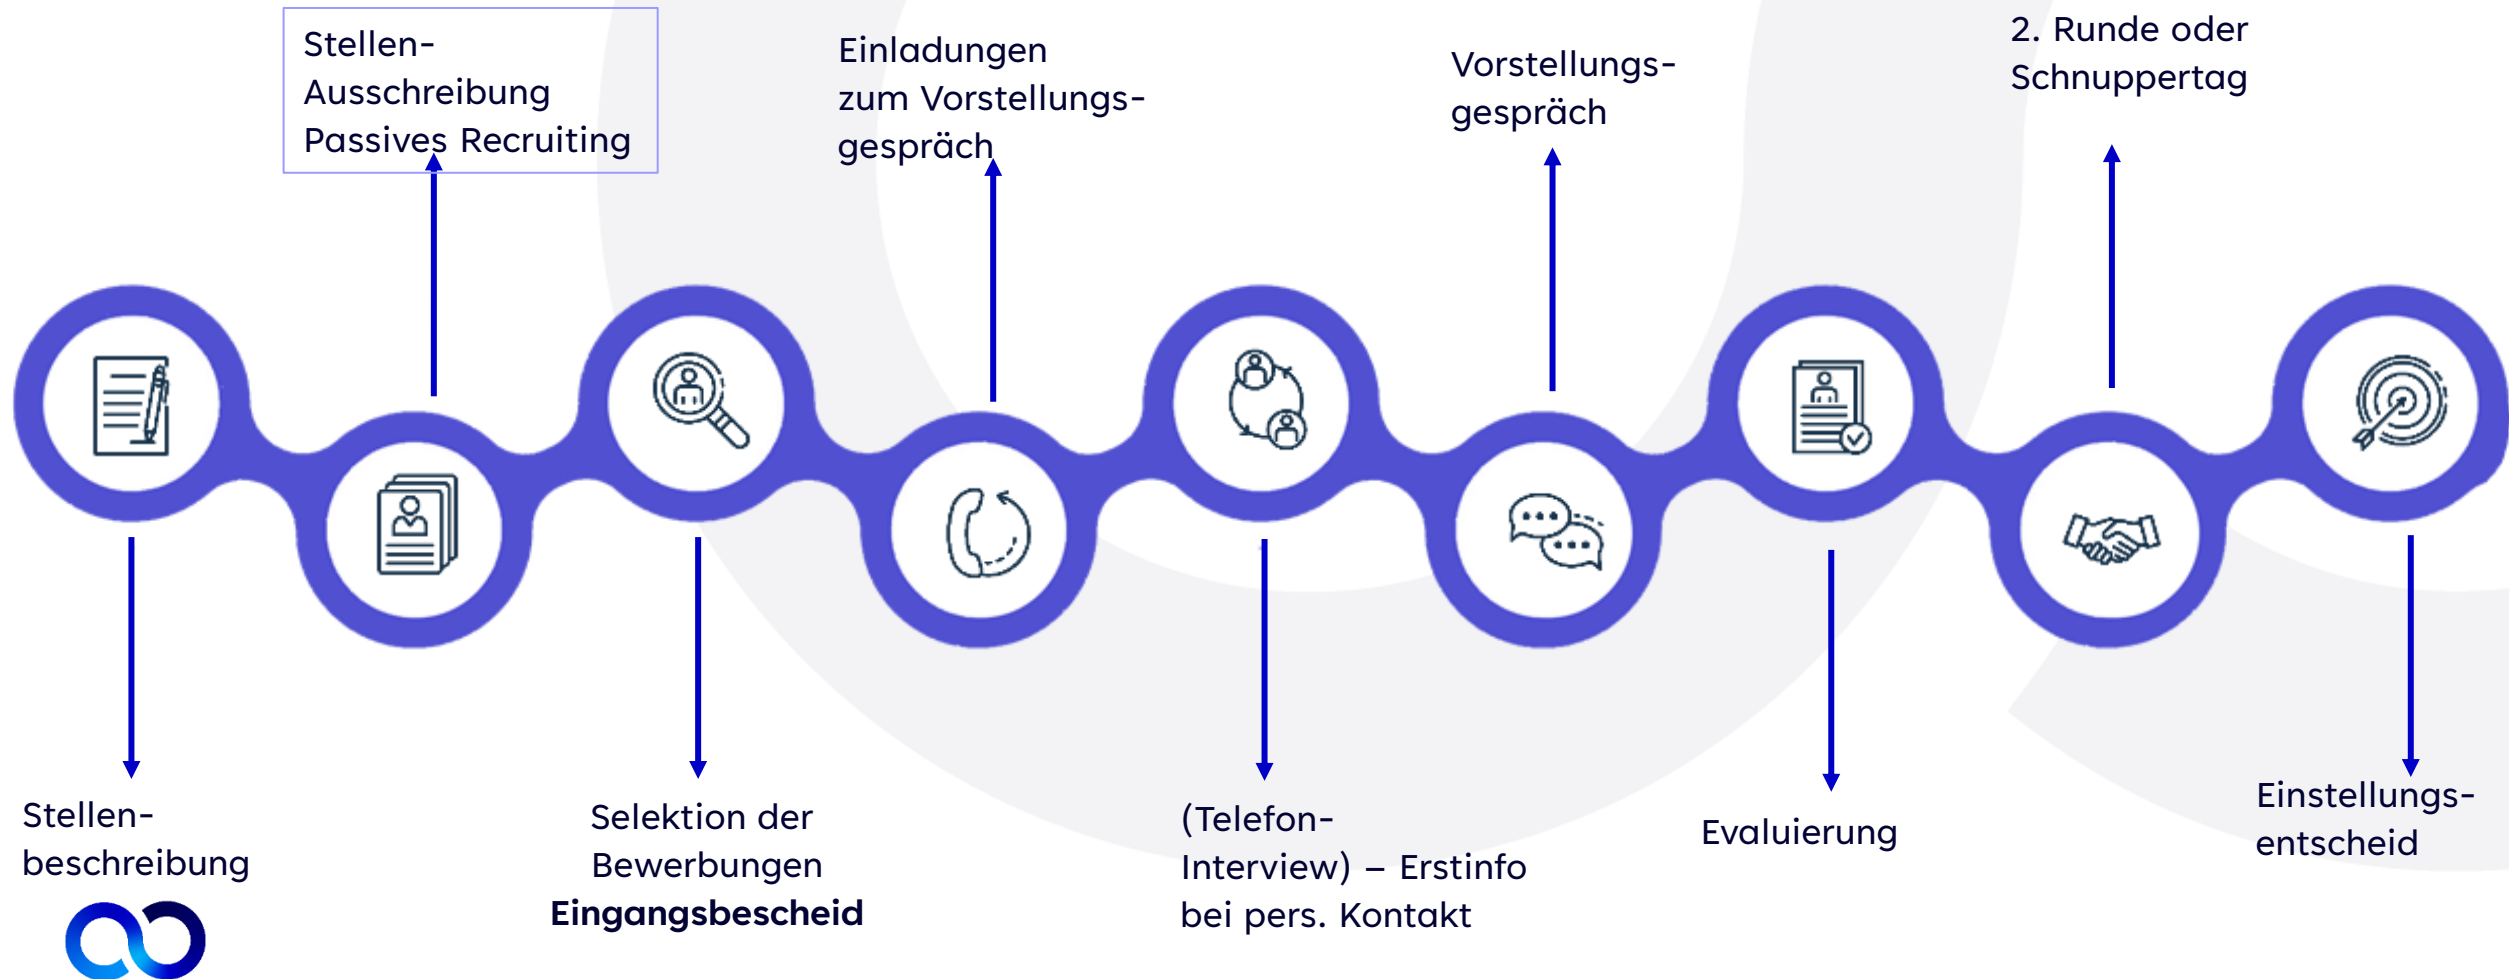 Stellen-
Ausschreibung
Passives Recruiting
Einladungen
zum Vorstellungs-
gespräch
Vorstellungs-
gespräch
2. Runde oder
Schnuppertag
Stellen-
beschreibung
Selektion der
Bewerbungen
Eingangsbescheid
(Telefon-
Interview) – Erstinfo
bei pers. Kontakt
Evaluierung
Einstellungs-
entscheid